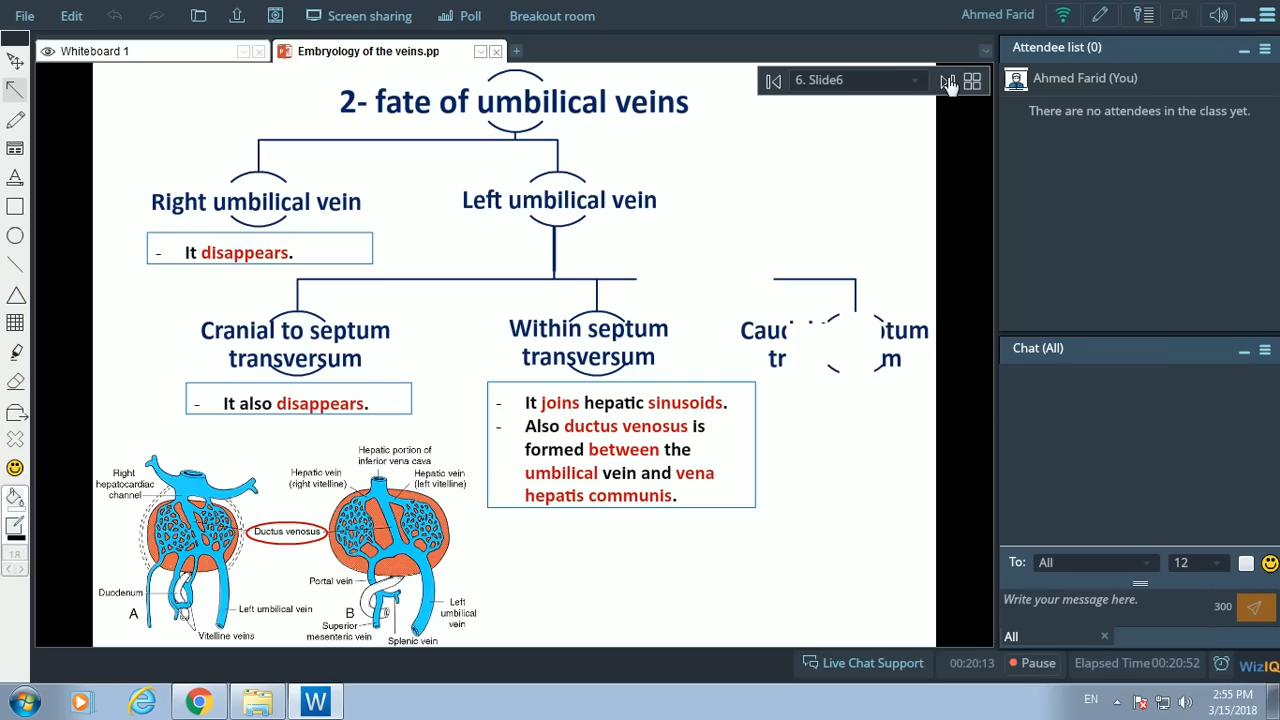 File Edit Screen sharing Poll Breakout room Ahmed Farid
Whiteboard 1 Embryology of the veins.pp
Attendee list (0)
6. Slide6
Ahmed Farid (You)
There are no attendees in the class yet.
2- fate of umbilical veins
Right umbilical vein
Left umbilical vein
- It disappears.
Cranial to septum
transversum
Within septum
transversum
- It also disappears.
- It joins hepatic sinusoids.
- Also ductus venosus is
formed between the
umbilical vein and vena
hepatis communis.
Right
hepatocardiac
channel
Hepatic vein
(right vitelline)
Hepatic portion of
inferior vena cava
Hepatic vein
(left vitelline)
Ductus venosus
Duodenum
A
Left umbilical vein
Vitelline veins
Portal vein
B
Superior
mesenteric vein
Splenic vein
Left
umbilical
vein
Chat (All)
To: All 12
Write your message here.
300
All
Live Chat Support 00:20:13 Pause Elapsed Time 00:20:52 WizIQ
EN
2:55 PM
3/15/2018